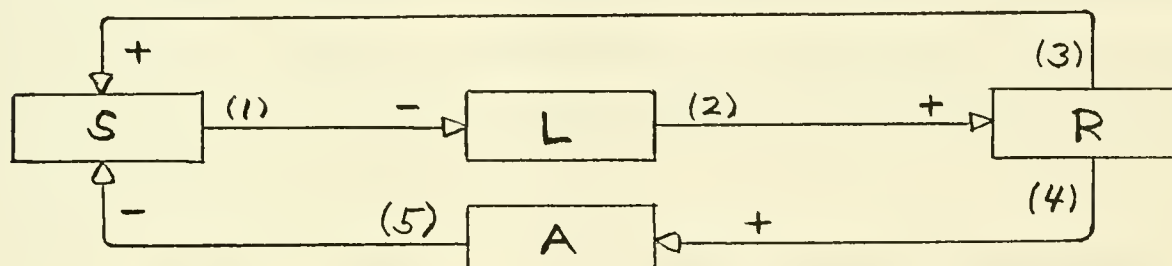 + (3)
S (1) - L (2) + R
- (5) A + (4)